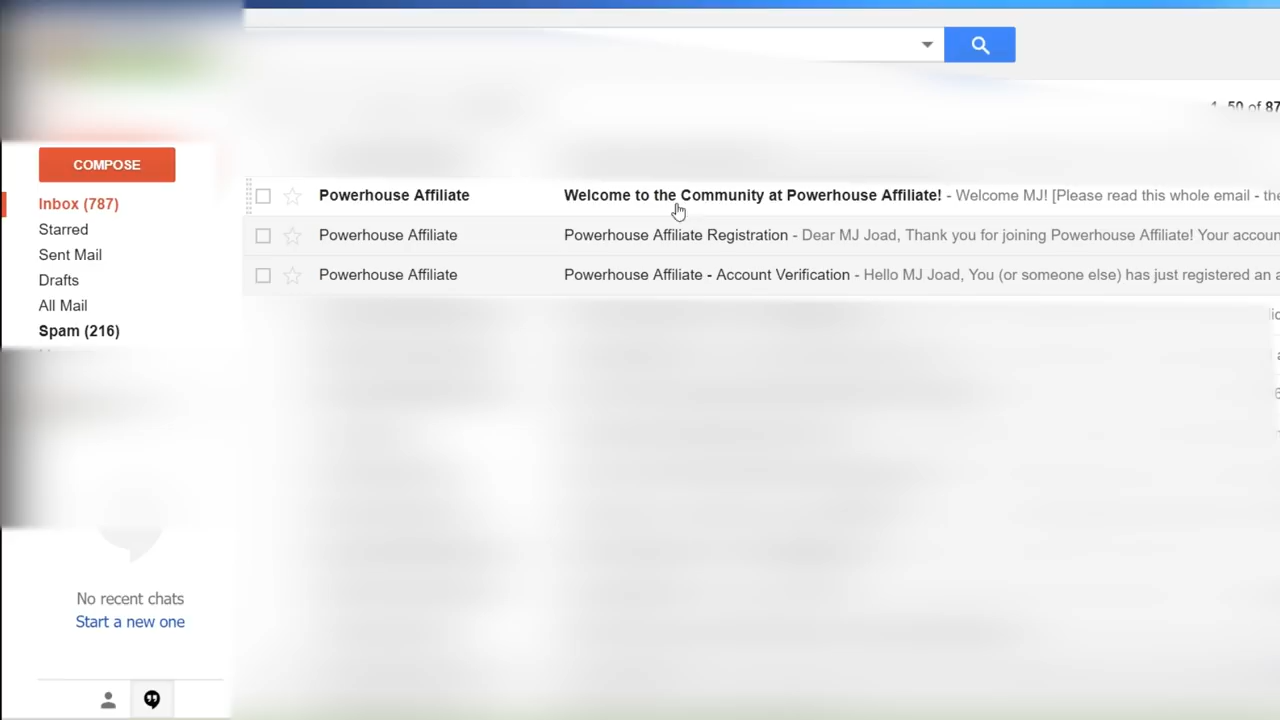 1-50 of 87
COMPOSE
Inbox (787)
Starred
Sent Mail
Drafts
All Mail
Spam (216)
Powerhouse Affiliate Welcome to the Community at Powerhouse Affiliate! - Welcome MJ! [Please read this whole email - the
Powerhouse Affiliate Powerhouse Affiliate Registration - Dear MJ Joad, Thank you for joining Powerhouse Affiliate! Your accoun
Powerhouse Affiliate Powerhouse Affiliate - Account Verification - Hello MJ Joad, You (or someone else) has just registered an a
No recent chats
Start a new one